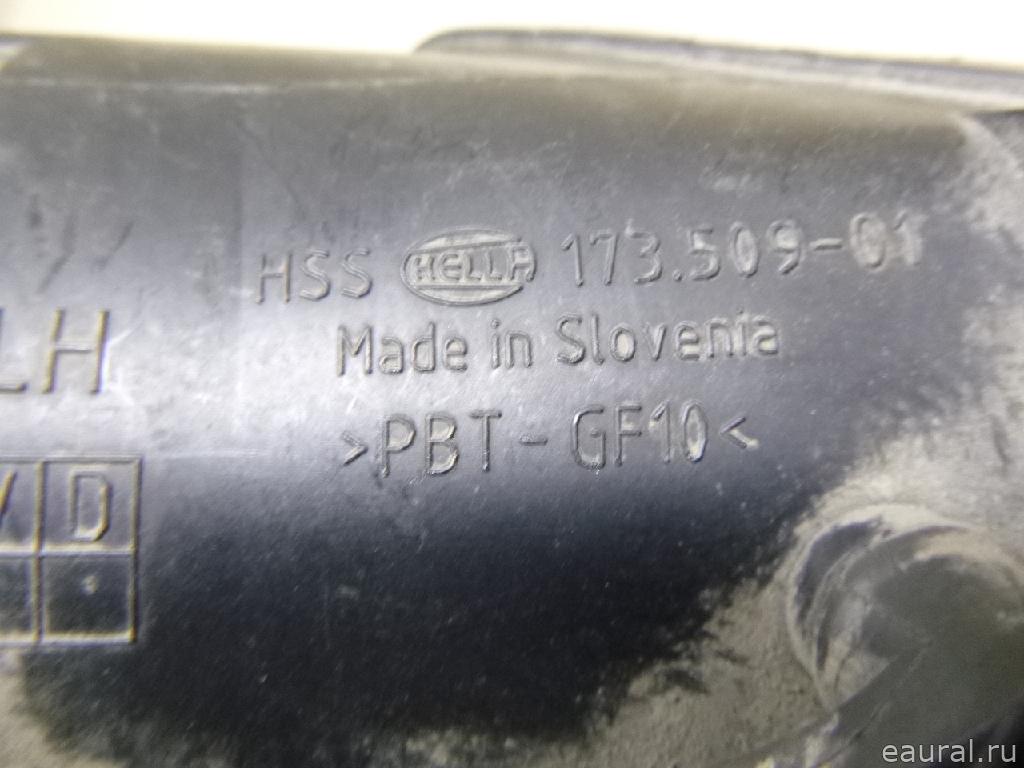 HSS HELLA 173.509-01
LH
Made in Slovenia
>PBT-GF10<
D
eaural.ru